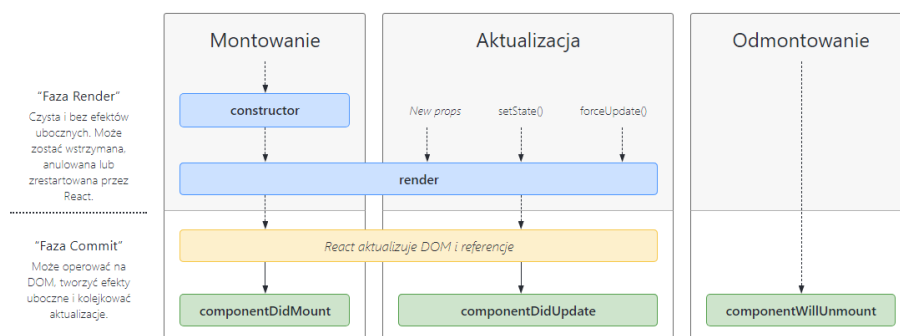 Montowanie
Aktualizacja
Odmontowanie
"Faza Render"
Czysta i bez efektów
ubocznych. Może
zostać wstrzymana,
anulowana lub
zrestartowana przez
React.
constructor
New props
setState()
forceUpdate()
render
"Faza Commit"
Może operować na
DOM, tworzyć efekty
uboczne i kolejkować
aktualizacje.
React aktualizuje DOM i referencje
componentDidMount
componentDidUpdate
componentWillUnmount